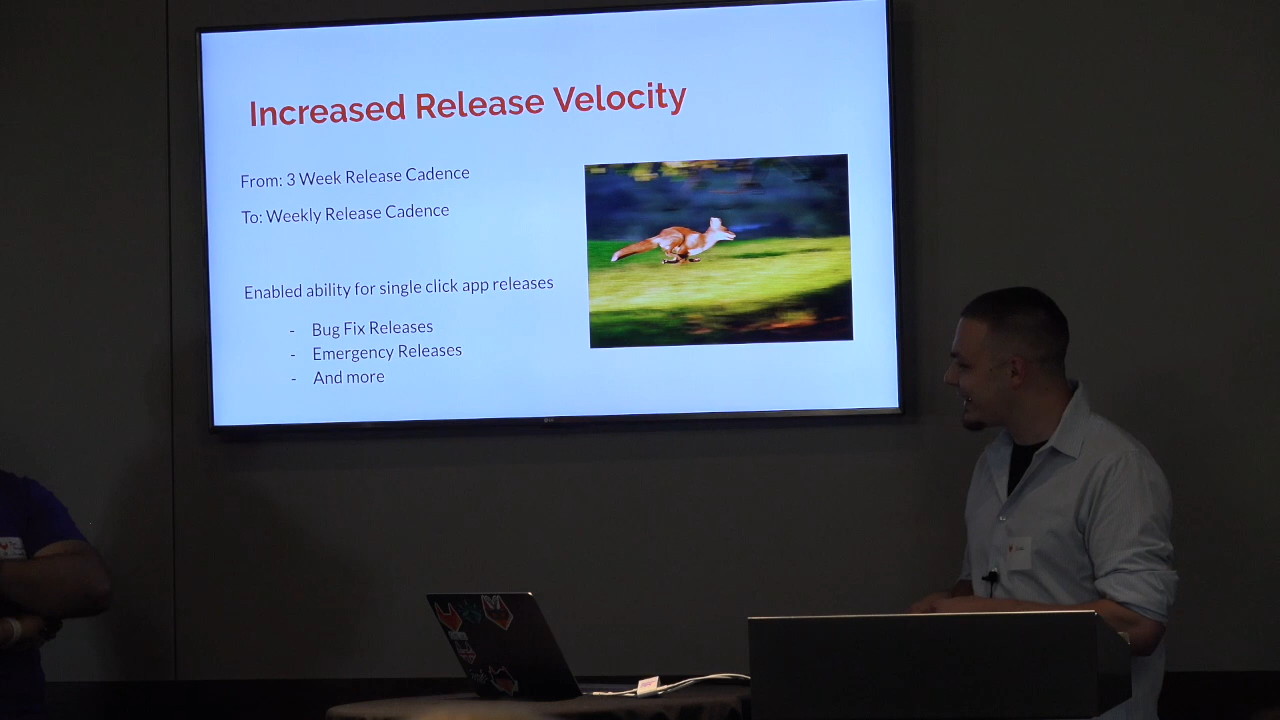 Increased Release Velocity
From: 3 Week Release Cadence
To: Weekly Release Cadence
Enabled ability for single click app releases
- Bug Fix Releases
- Emergency Releases
- And more
LG